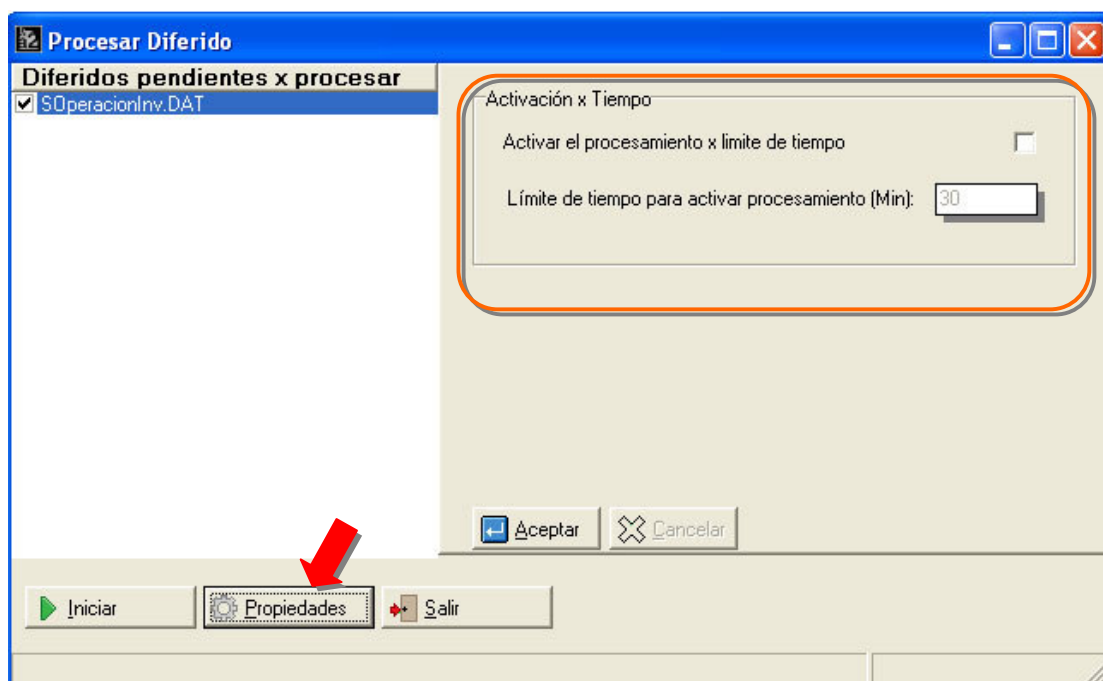 Procesar Diferido
Diferidos pendientes x procesar
SOperacionInv.DAT
Activación x Tiempo
Activar el procesamiento x limite de tiempo
Límite de tiempo para activar procesamiento (Min): 30
Aceptar Cancelar
Iniciar Propiedades Salir